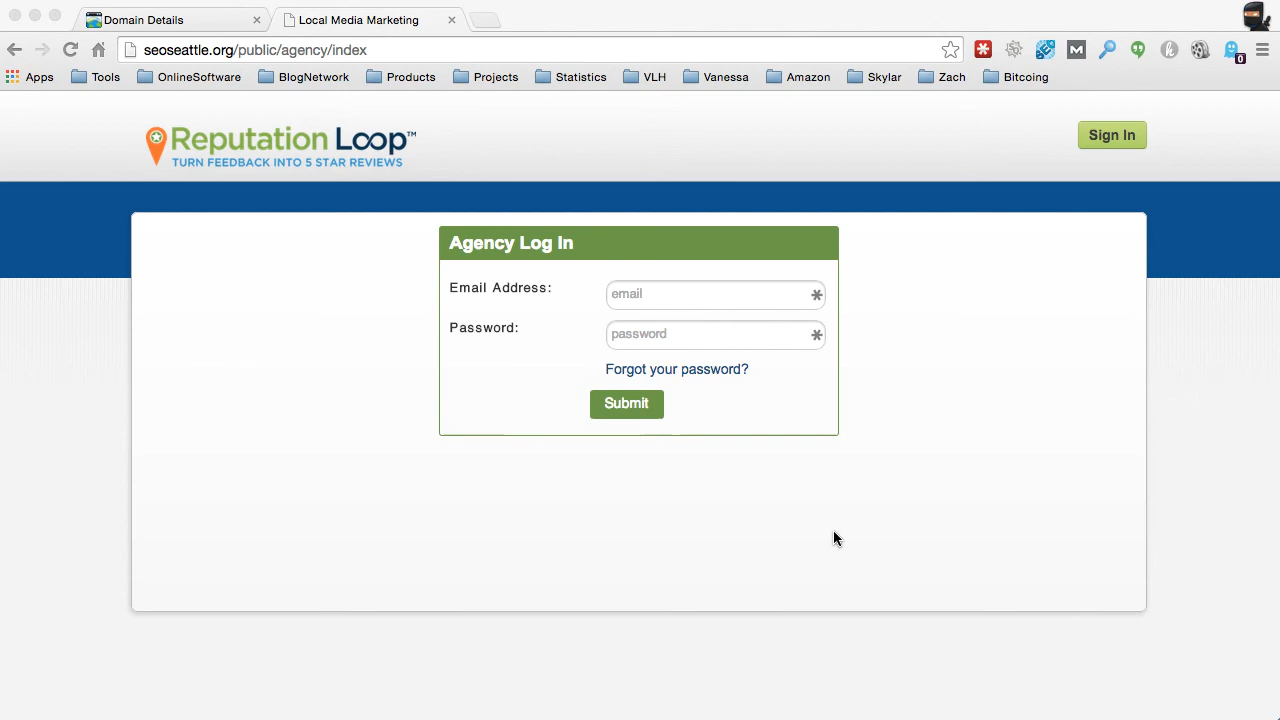 Domain Details
Local Media Marketing
seoseattle.org/public/agency/index
Apps Tools OnlineSoftware BlogNetwork Products Projects Statistics VLH Vanessa Amazon Skylar Zach Bitcoing
Reputation Loop™
TURN FEEDBACK INTO 5 STAR REVIEWS
Sign In
Agency Log In
Email Address:
email
Password:
password
Forgot your password?
Submit
M
h
0